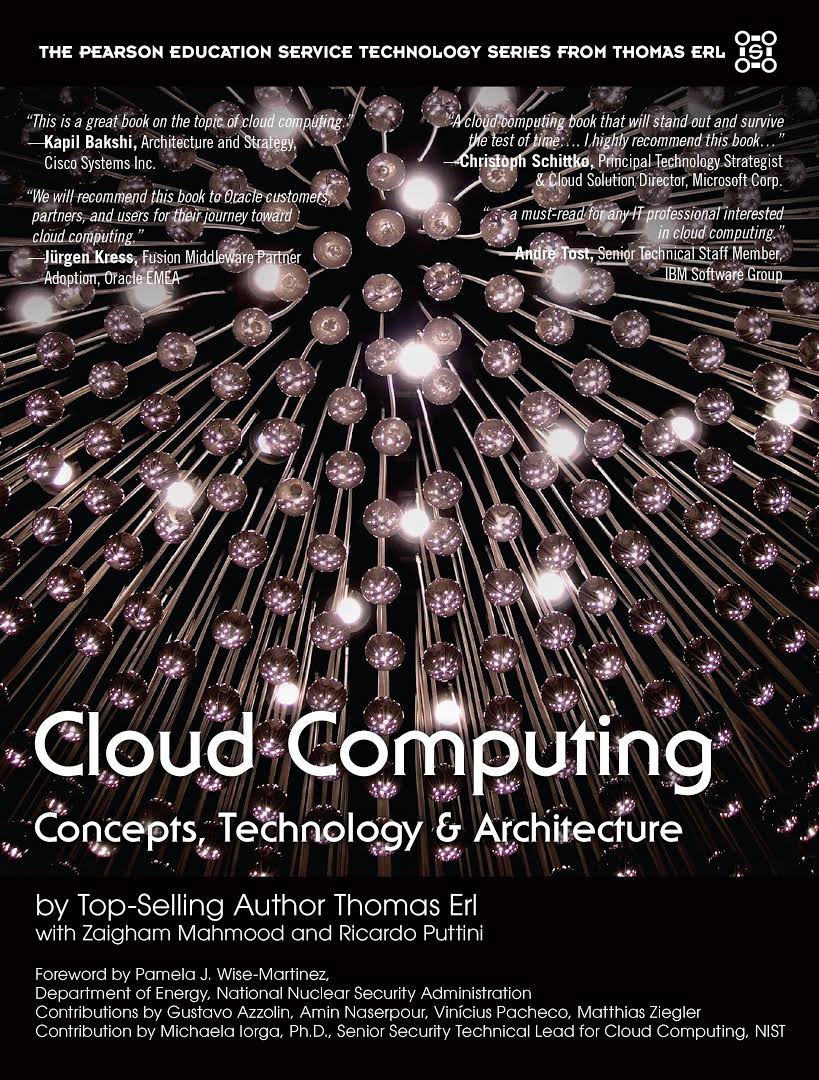 THE PEARSON EDUCATION SERVICE TECHNOLOGY SERIES FROM THOMAS ERL
“This is a great book on the topic of cloud computing.”
—Kapil Bakshi, Architecture and Strategy,
Cisco Systems Inc.
“We will recommend this book to Oracle customers,
partners, and users for their journey toward
cloud computing.”
—Jürgen Kress, Fusion Middleware Partner
Adoption, Oracle EMEA
“A cloud computing book that will stand out and survive
the test of time.… I highly recommend this book…”
—Christoph Schittko, Principal Technology Strategist
& Cloud Solution Director, Microsoft Corp.
“… a must-read for any IT professional interested
in cloud computing.”
Andre Tost, Senior Technical Staff Member,
IBM Software Group
Cloud Computing
Concepts, Technology & Architecture
by Top-Selling Author Thomas Erl
with Zaigham Mahmood and Ricardo Puttini
Foreword by Pamela J. Wise-Martinez,
Department of Energy, National Nuclear Security Administration
Contributions by Gustavo Azzolin, Amin Naserpour, Vinícius Pacheco, Matthias Ziegler
Contribution by Michaela Iorga, Ph.D., Senior Security Technical Lead for Cloud Computing, NIST